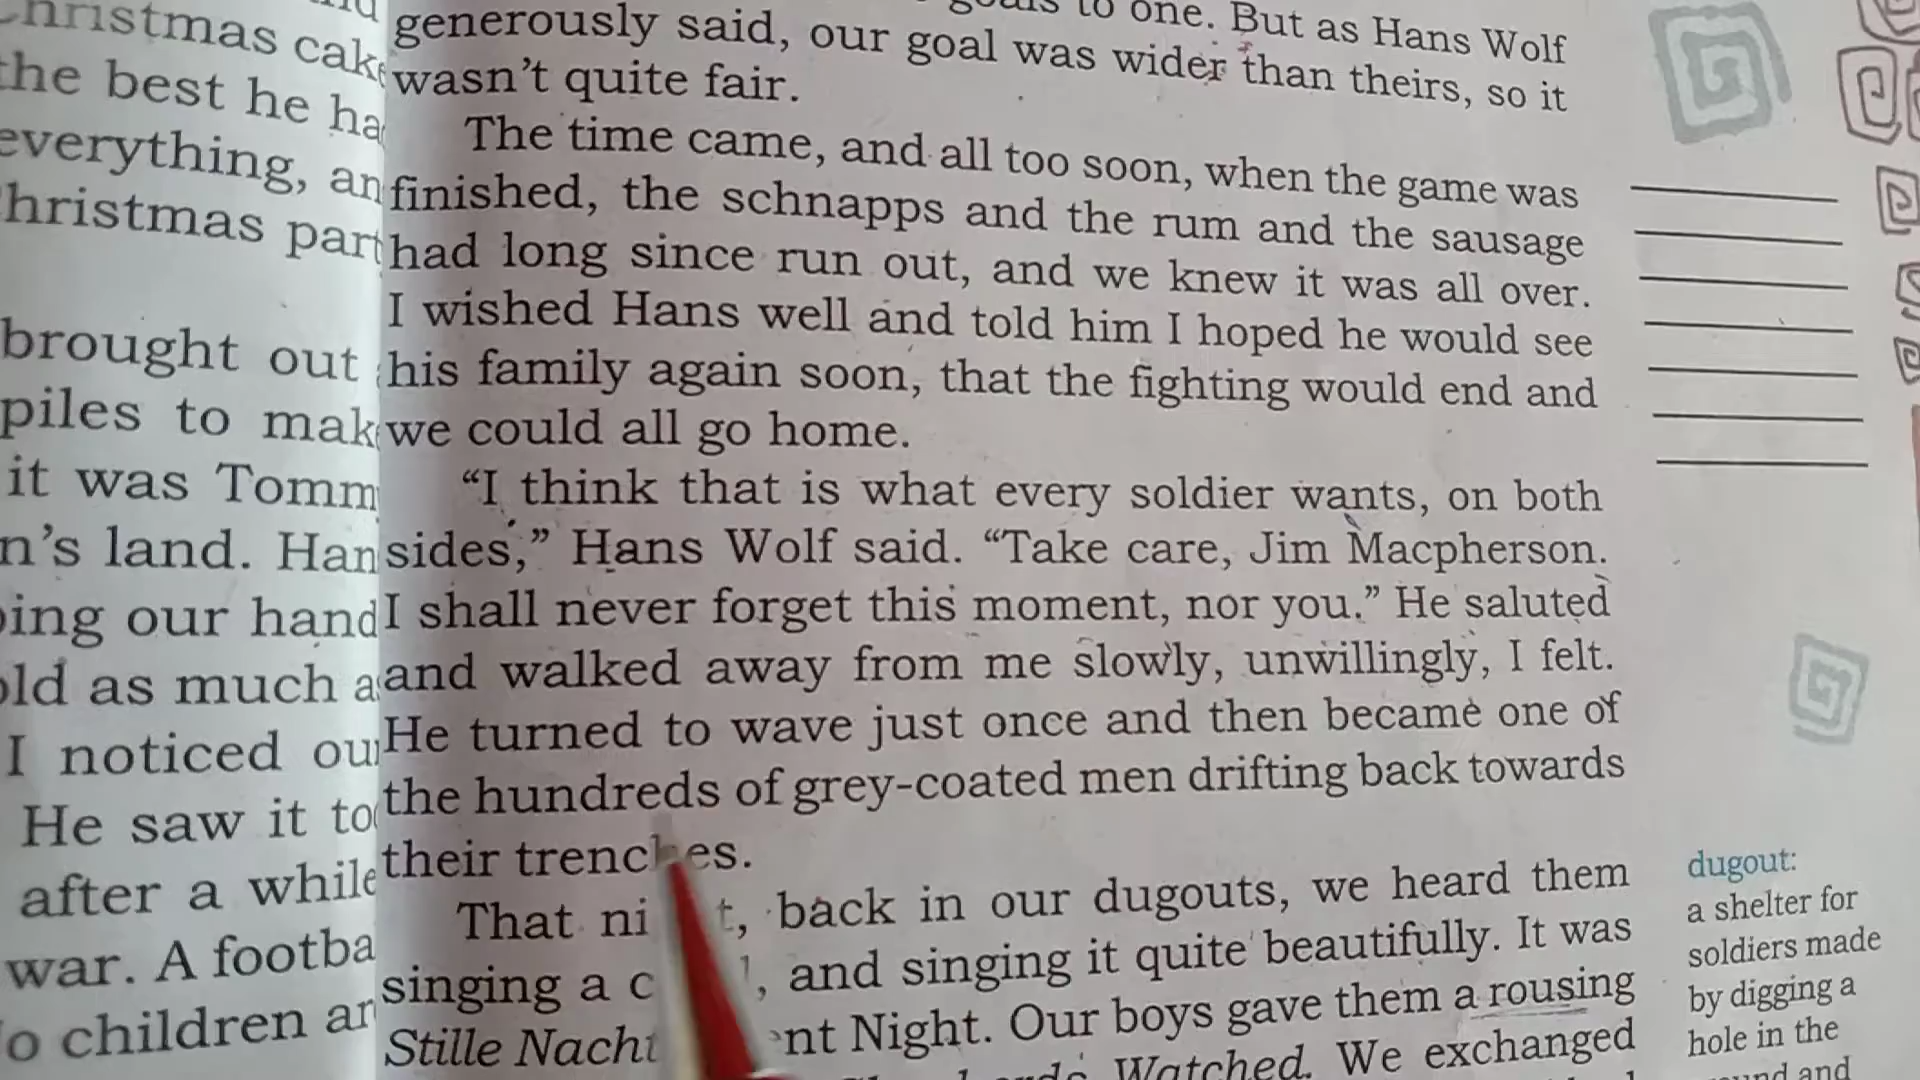 hristmas cake
the best he ha
everything, an
hristmas part
brought out
piles to mak
it was Tomm
n's land. Han
ing our hand
old as much a
I noticed ou
He saw it to
after a while
war. A footba
o children ar
to one. But as Hans Wolf
generously said, our goal was wider than theirs, so it
wasn't quite fair.
The time came, and all too soon, when the game was
finished, the schnapps and the rum and the sausage
had long since run out, and we knew it was all over.
I wished Hans well and told him I hoped he would see
his family again soon, that the fighting would end and
we could all go home.
“I think that is what every soldier wants, on both
sides,” Hans Wolf said. “Take care, Jim Macpherson.
I shall never forget this moment, nor you.” He saluted
and walked away from me slowly, unwillingly, I felt.
He turned to wave just once and then became one of
the hundreds of grey-coated men drifting back towards
their trenches.
That ni t, back in our dugouts, we heard them
singing a c l, and singing it quite beautifully. It was
Stille Nacht nt Night. Our boys gave them a rousing
Watched. We exchanged
dugout:
a shelter for
soldiers made
by digging a
hole in the
and